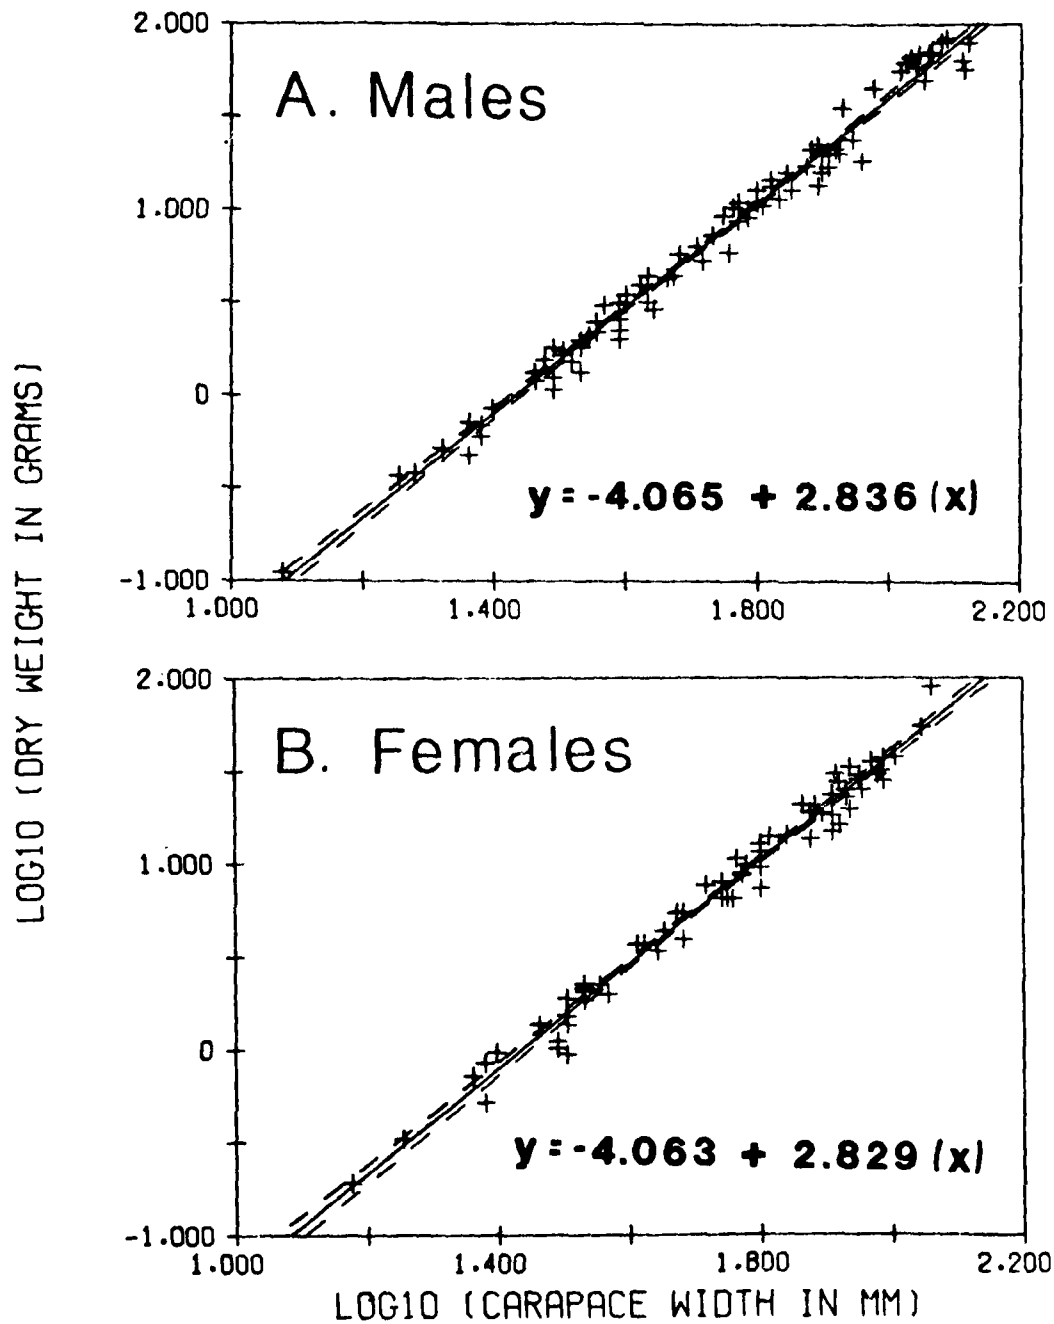 LOG10 (DRY WEIGHT IN GRAMS)
2.000
A. Males
1.000
0
y=-4.065 + 2.836(x)
-1.000
1.000 1.400 1.800 2.200
2.000
B. Females
1.000
0
y=-4.063 + 2.829(x)
-1.000
1.000 1.400 1.800 2.200
LOG10 (CARAPACE WIDTH IN MM)